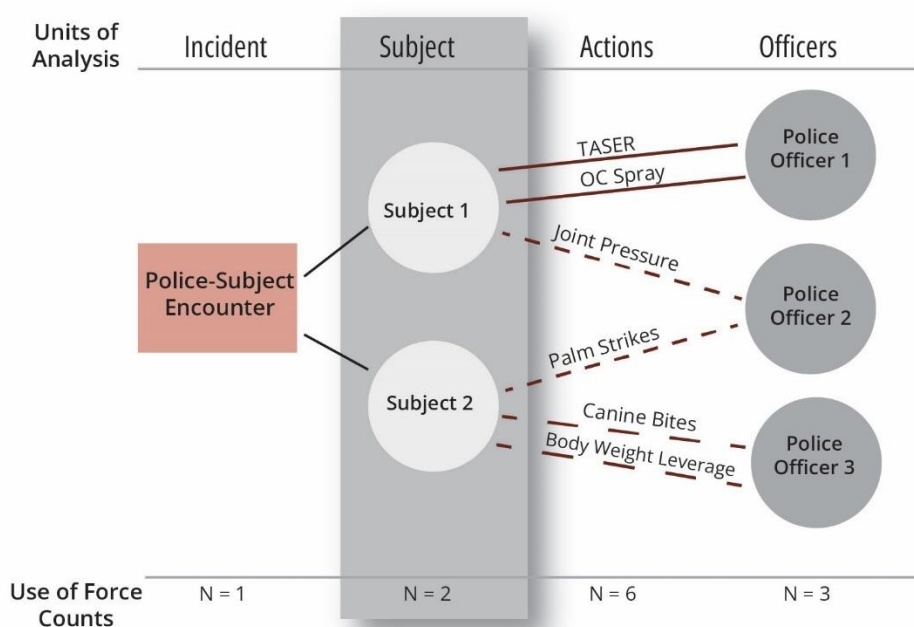 Units of
Analysis
Incident
Subject
Actions
Officers
Police-Subject
Encounter
Subject 1
Subject 2
TASER
OC Spray
Joint Pressure
Palm Strikes
Canine Bites
Body Weight Leverage
Police
Officer 1
Police
Officer 2
Police
Officer 3
Use of Force
Counts
N = 1
N = 2
N = 6
N = 3